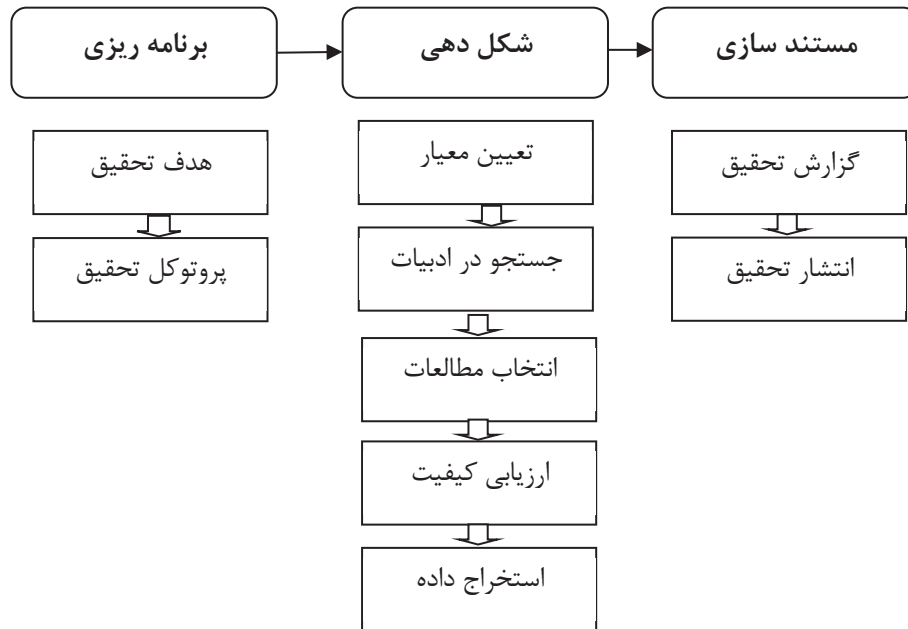 برنامه ریزی
شکل دهی
مستند سازی
هدف تحقیق
پروتوکل تحقیق
تعیین معیار
جستجو در ادبیات
انتخاب مطالعات
ارزیابی کیفیت
استخراج داده
گزارش تحقیق
انتشار تحقیق